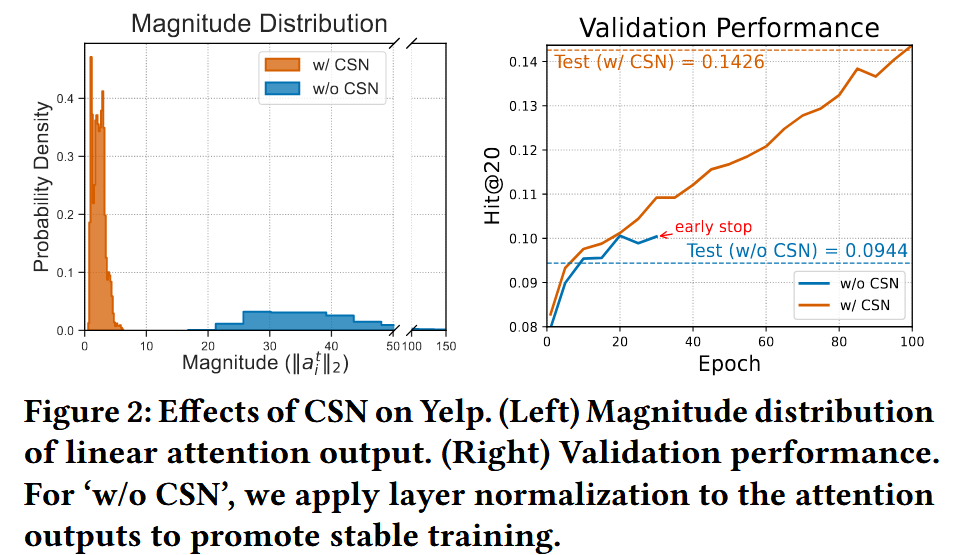 Magnitude Distribution
w/ CSN
w/o CSN
Probability Density
0.4
0.3
0.2
0.1
0.0
0 10 20 30 40 50 100 150
Magnitude (‖a_i^t‖_2)
Validation Performance
Test (w/ CSN) = 0.1426
early stop
Test (w/o CSN) = 0.0944
w/o CSN
w/ CSN
Hit@20
0.14
0.13
0.12
0.11
0.10
0.09
0.08
0 20 40 60 80 100
Epoch
Figure 2: Effects of CSN on Yelp. (Left) Magnitude distribution
of linear attention output. (Right) Validation performance.
For ‘w/o CSN’, we apply layer normalization to the attention
outputs to promote stable training.